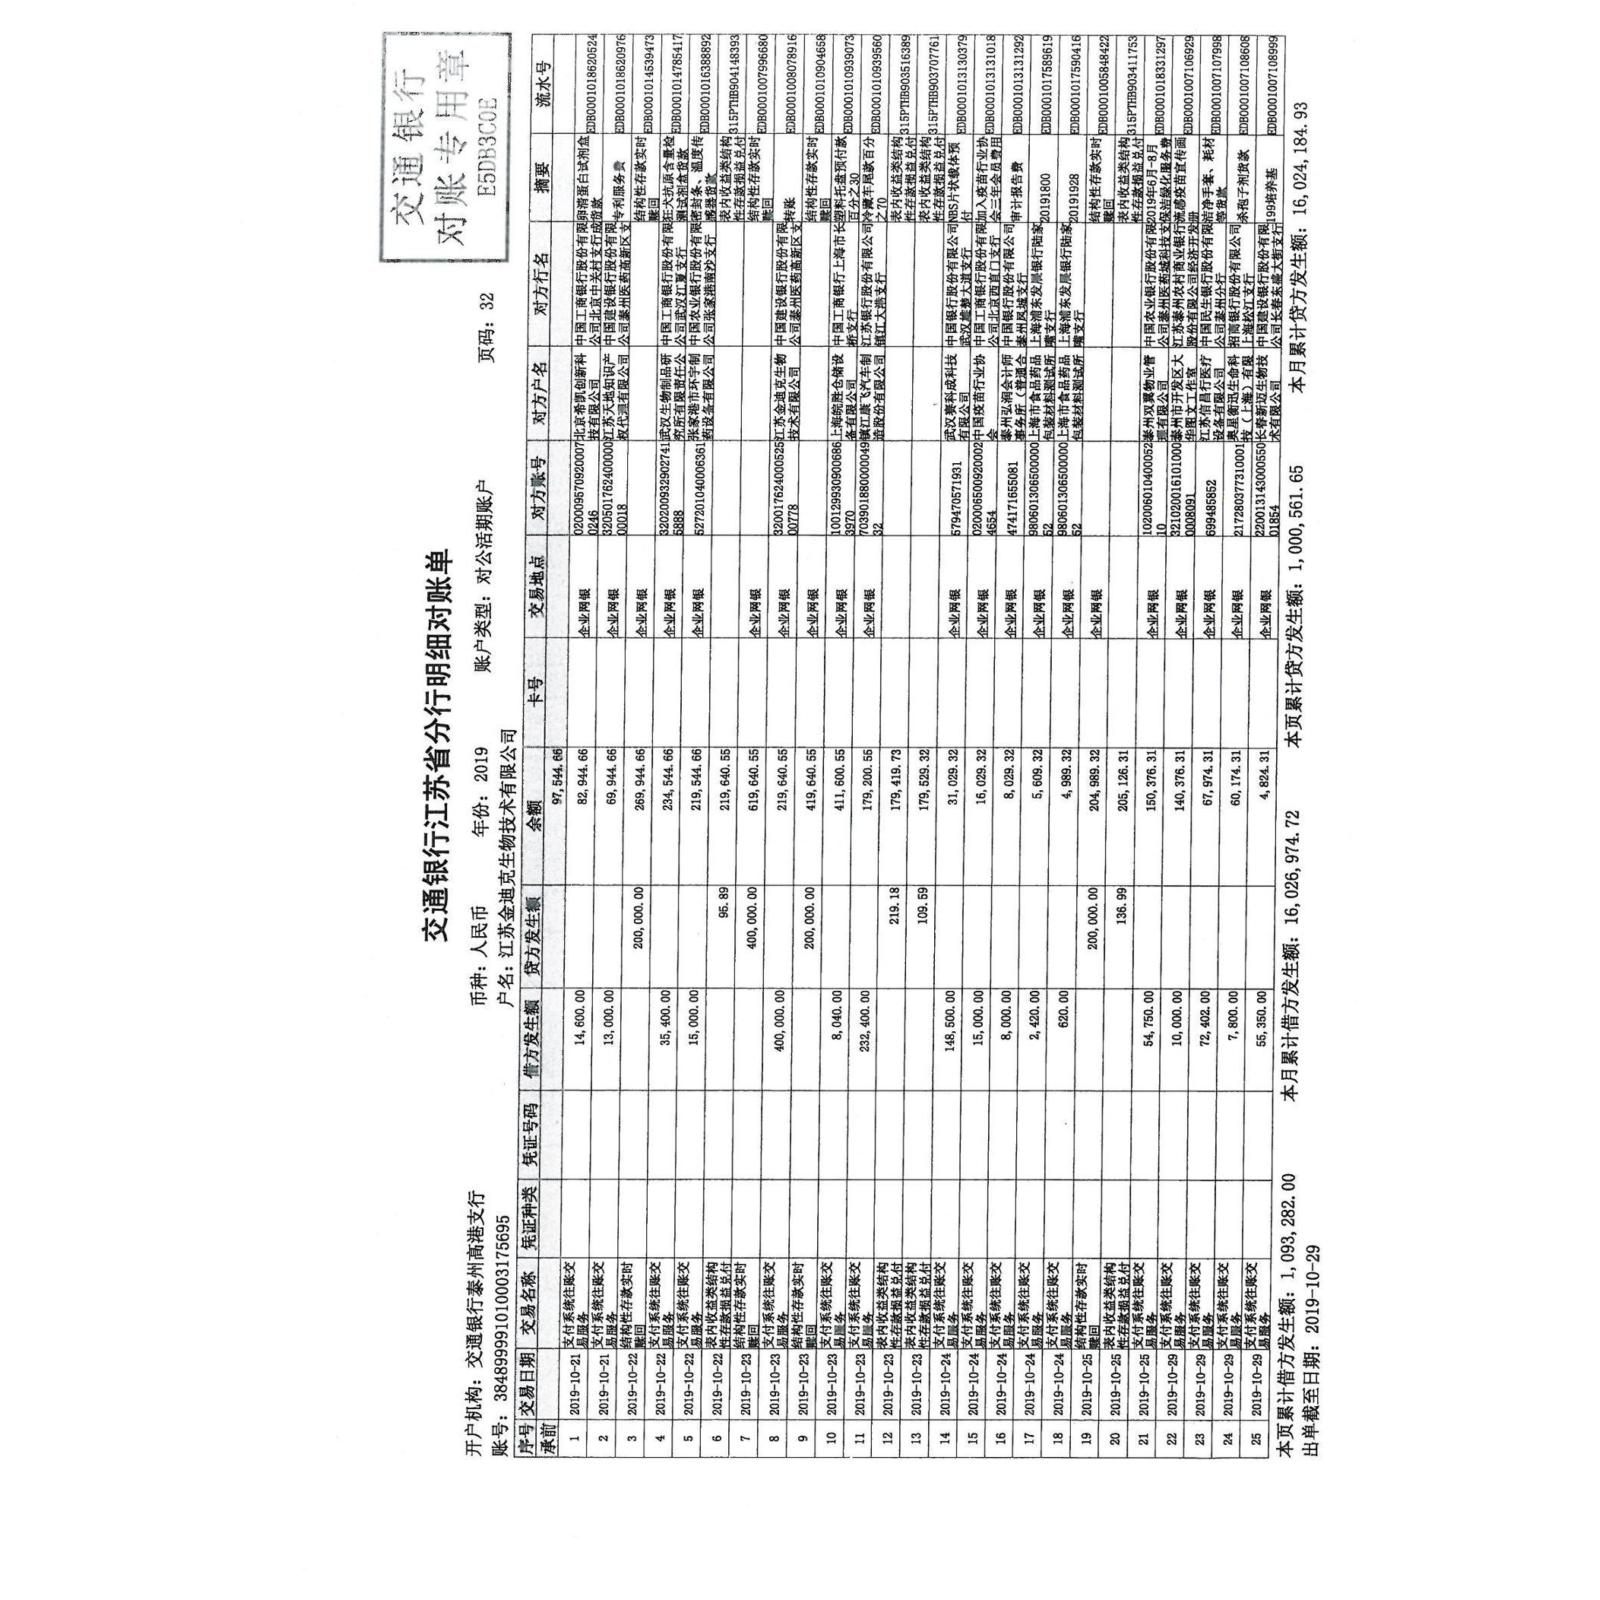 交通银行
对账专用章
E5DB3C0E
交通银行江苏省分行明细对账单
开户机构：交通银行泰州高港支行 币种：人民币 年份：2019 账户类型：对公活期账户 页码：32
账号：384899991010003175695 户名：江苏金迪克生物技术有限公司
序号 交易日期 交易名称 凭证种类 凭证号码 借方发生额 贷方发生额 余额 卡号 交易地点 对方账号 对方户名 对方行名 摘要 流水号
承前 97,544.66
1 2019-10-21 支付系统往账交易服务 14,600.00 82,944.66 企业网银 0200095709200070246 北京希凯创新科技有限公司 中国工商银行股份有限公司北京中关村支行成 卵清蛋白试剂盒货款 EDB0001018620524
2 2019-10-21 支付系统往账交易服务 13,000.00 69,944.66 企业网银 32050176240000000018 江苏天地知识产权代理有限公司 中国建设银行股份有限公司泰州医药高新区支 专利服务费 EDB0001018620976
3 2019-10-22 结构性存款实时赎回 200,000.00 269,944.66 企业网银 结构性存款实时赎回 EDB0001014539473
4 2019-10-22 支付系统往账交易服务 35,400.00 234,544.66 企业网银 3202009329027415888 武汉生物制品研究所有限责任公 中国工商银行股份有限公司武汉江夏支行 狂犬抗原含量检测试剂盒货款 EDB0001014785417
5 2019-10-22 支付系统往账交易服务 15,000.00 219,544.66 企业网银 527201040006361 张家港市环宇制药设备有限公司 中国农业银行股份有限公司张家港南沙支行 密封条、温度传感器货款 EDB0001016388892
6 2019-10-22 表内收益类结构性存款损益兑付 95.89 219,640.55 表内收益类结构性存款损益兑付 315PTHB904148393
7 2019-10-23 结构性存款实时赎回 400,000.00 619,640.55 企业网银 结构性存款实时赎回 EDB0001007996680
8 2019-10-23 支付系统往账交易服务 400,000.00 219,640.55 企业网银 32001762400052500778 江苏金迪克生物技术有限公司 中国建设银行股份有限公司泰州医药高新区支 转账 EDB0001008078916
9 2019-10-23 结构性存款实时赎回 200,000.00 419,640.55 企业网银 结构性存款实时赎回 EDB0001010904658
10 2019-10-23 支付系统往账交易服务 8,040.00 411,600.55 企业网银 1001299309006863970 上海皖胜仓储设备有限公司 中国工商银行上海市长桥支行 塑料托盘预付款百分之30 EDB0001010939073
11 2019-10-23 支付系统往账交易服务 232,400.00 179,200.55 企业网银 70390188000004932 镇江康飞汽车制造股份有限公司 江苏银行股份有限公司镇江大港支行 冷藏车尾款百分之70 EDB0001010939560
12 2019-10-23 表内收益类结构性存款损益兑付 219.18 179,419.73 表内收益类结构性存款损益兑付 315PTHB903516389
13 2019-10-23 表内收益类结构性存款损益兑付 109.59 179,529.32 表内收益类结构性存款损益兑付 315PTHB903707761
14 2019-10-24 支付系统往账交易服务 148,500.00 31,029.32 企业网银 579470571931 武汉赛科成科技有限公司 中国银行股份有限公司武汉雄楚大道支行 NBS片状载体预付 EDB0001013130379
15 2019-10-24 支付系统往账交易服务 15,000.00 16,029.32 企业网银 0200065009200024654 中国疫苗行业协会 中国工商银行股份有限公司北京西直门支行 加入疫苗行业协会三年会员费用 EDB0001013131018
16 2019-10-24 支付系统往账交易服务 8,000.00 8,029.32 企业网银 474171655081 泰州弘润会计师事务所（普通合 中国银行股份有限公司泰州凤城支行 审计报告费 EDB0001013131292
17 2019-10-24 支付系统往账交易服务 2,420.00 5,609.32 企业网银 98060130650000052 上海市食品药品包装材料测试所 上海浦东发展银行陆家嘴支行 20191800 EDB0001017589619
18 2019-10-24 支付系统往账交易服务 620.00 4,989.32 企业网银 98060130650000052 上海市食品药品包装材料测试所 上海浦东发展银行陆家嘴支行 20191928 EDB0001017590416
19 2019-10-25 结构性存款实时赎回 200,000.00 204,989.32 企业网银 结构性存款实时赎回 EDB0001005848422
20 2019-10-25 表内收益类结构性存款损益兑付 136.99 205,126.31 表内收益类结构性存款损益兑付 315PTHB903411753
21 2019-10-25 支付系统往账交易服务 54,750.00 150,376.31 企业网银 10200601040005210 泰州双翼物业管理有限公司 中国农业银行股份有限公司泰州医药城科技支 2019年6月-8月保洁绿化服务费 EDB0001018331297
22 2019-10-29 支付系统往账交易服务 10,000.00 140,376.31 企业网银 3210200161010000008091 泰州市开发区大华图文工作室 江苏泰州农村商业银行股份有限公司经济开发 流感疫苗宣传画册 EDB0001007106929
23 2019-10-29 支付系统往账交易服务 72,402.00 67,974.31 企业网银 699485852 江苏信昌行医疗设备有限公司 中国民生银行股份有限公司泰州分行 洁净手套、耗材等货款 EDB0001007107998
24 2019-10-29 支付系统往账交易服务 7,800.00 60,174.31 企业网银 217280377310001 奥星衡迅生命科技（上海）有限 招商银行股份有限公司上海松江支行 杀孢子剂货款 EDB0001007108608
25 2019-10-29 支付系统往账交易服务 55,350.00 4,824.31 企业网银 22001314300055001854 长春新迈生物技术有限公司 中国建设银行股份有限公司长春东盛大街支行 199培养基 EDB0001007108999
本页累计借方发生额：1,093,282.00 本月累计借方发生额：16,026,974.72 本页累计贷方发生额：1,000,561.65 本月累计贷方发生额：16,024,184.93
出单截至日期：2019-10-29